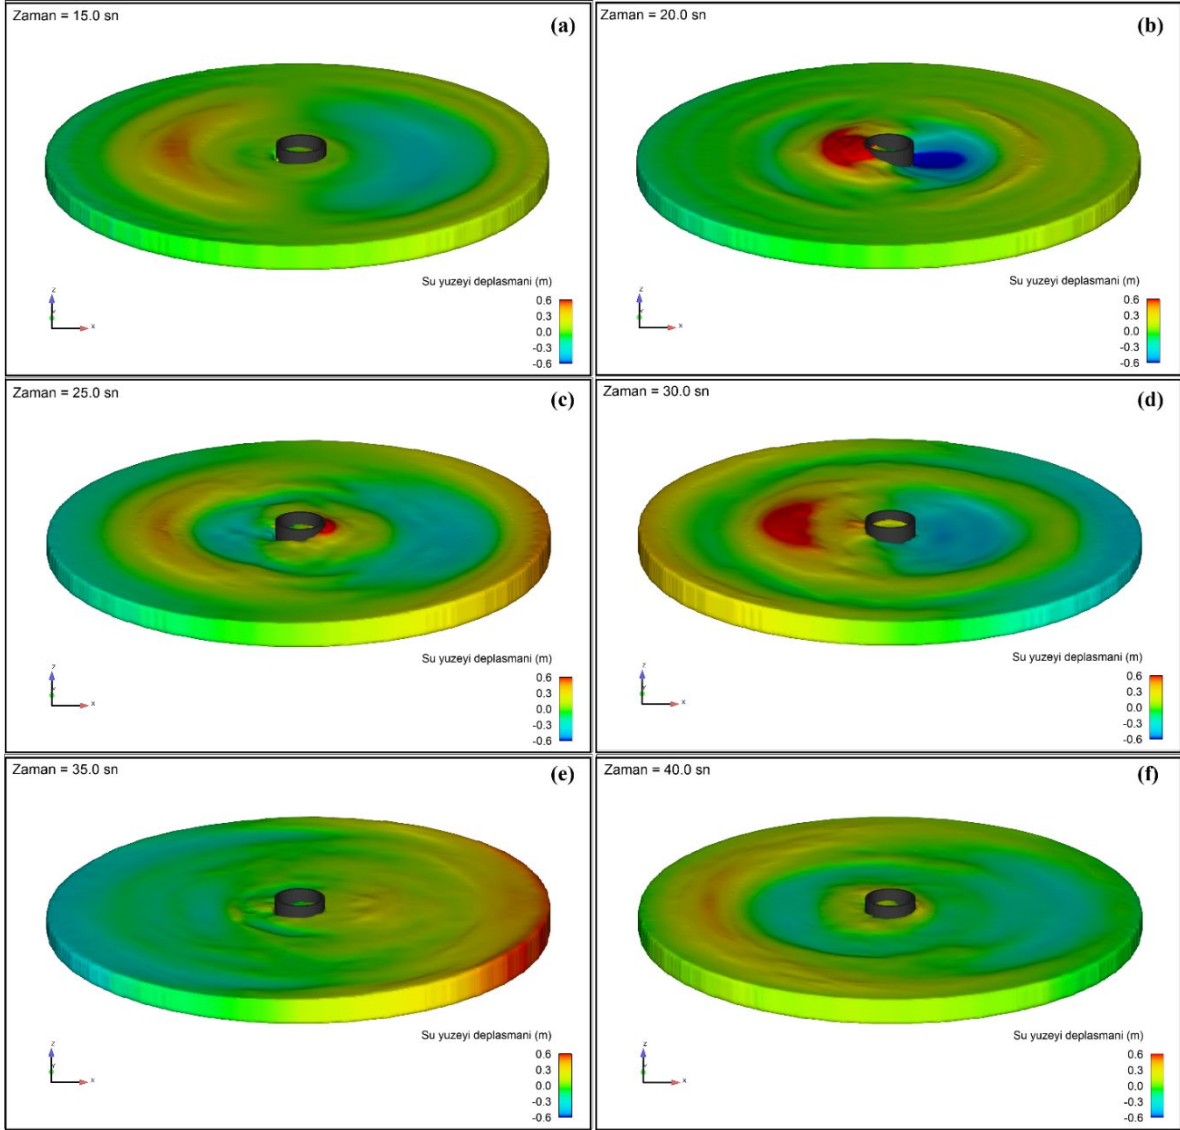 Zaman = 15.0 sn
(a)
Su yuzeyi deplasmani (m)
0.6
0.3
0.0
-0.3
-0.6
Z
Y
X
Zaman = 20.0 sn
(b)
Su yuzeyi deplasmani (m)
0.6
0.3
0.0
-0.3
-0.6
Z
Y
X
Zaman = 25.0 sn
(c)
Su yuzeyi deplasmani (m)
0.6
0.3
0.0
-0.3
-0.6
Z
Y
X
Zaman = 30.0 sn
(d)
Su yuzeyi deplasmani (m)
0.6
0.3
0.0
-0.3
-0.6
Z
Y
X
Zaman = 35.0 sn
(e)
Su yuzeyi deplasmani (m)
0.6
0.3
0.0
-0.3
-0.6
Z
Y
X
Zaman = 40.0 sn
(f)
Su yuzeyi deplasmani (m)
0.6
0.3
0.0
-0.3
-0.6
Z
Y
X